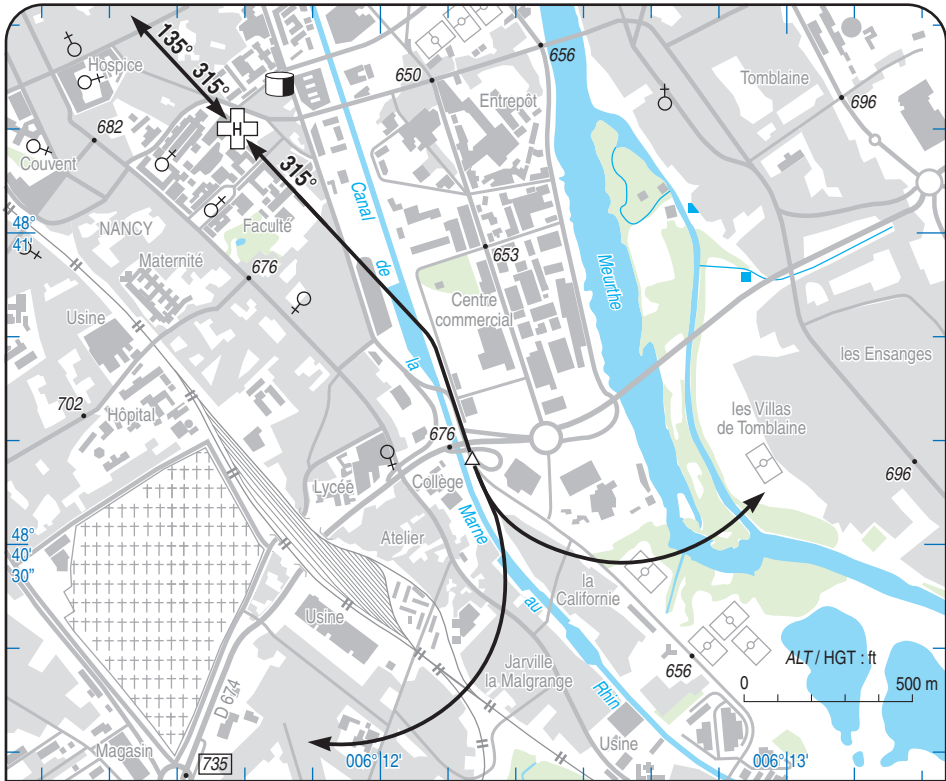 135°
315°
Hospice
650
656
Tomblaine
696
Entrepôt
H
682
Couvent
315°
Canal
48°
41'
NANCY
Faculté
653
Maternité
676
de
Meurthe
Usine
Centre
commercial
la
les Ensanges
702
Hôpital
les Villas
de Tomblaine
676
696
Lycée
Collège
Marne
48°
40'
30"
Atelier
la
Californie
au
Usine
ALT / HGT : ft
Jarville
la Malgrange
656
0
500 m
D 674
Rhin
Magasin
735
006°12'
Usine
006°13'